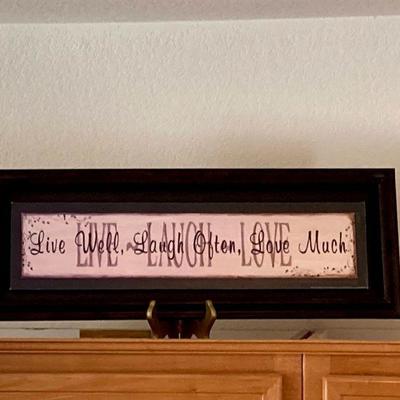 Live Well, Laugh Often, Love Much
LIVE ~ LAUGH LOVE